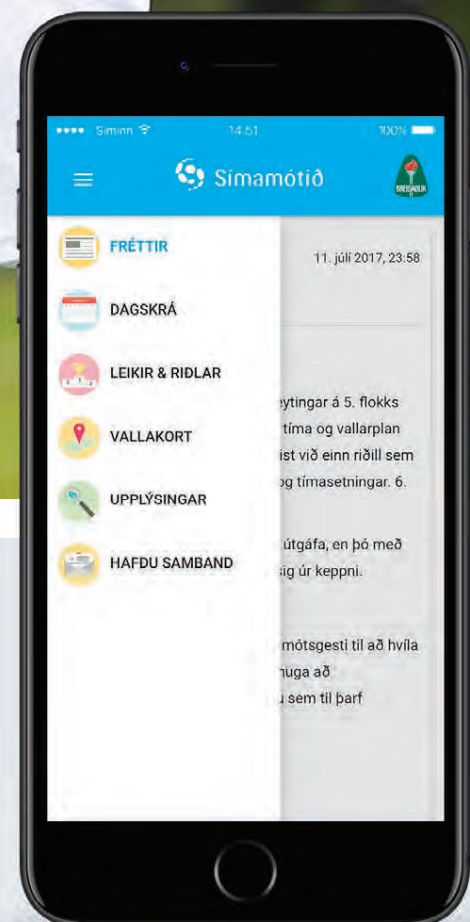 Siminn
14:51
100%
Símamótið
BREIÐABLIK
FRÉTTIR
11. júlí 2017, 23:58
DAGSKRÁ
LEIKIR & RIÐLAR
VALLAKORT
UPPLÝSINGAR
HAFÐU SAMBAND
eytingar á 5. flokks
tíma og vallarplan
ist við einn riðill sem
og tímasetningar. 6.
útgáfa, en þó með
sig úr keppni.
mótsgesti til að hvíla
huga að
u sem til þarf